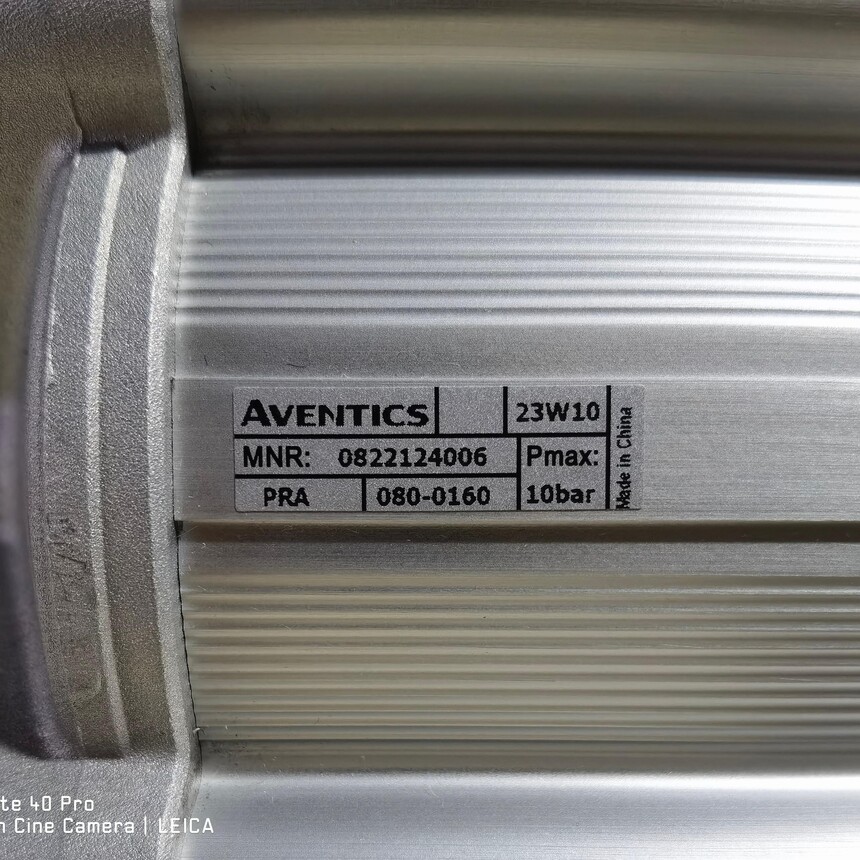 AVENTICS 23W10
MNR: 0822124006 Pmax:
PRA 080-0160 10bar
Made in China
te 40 Pro
Cine Camera | LEICA